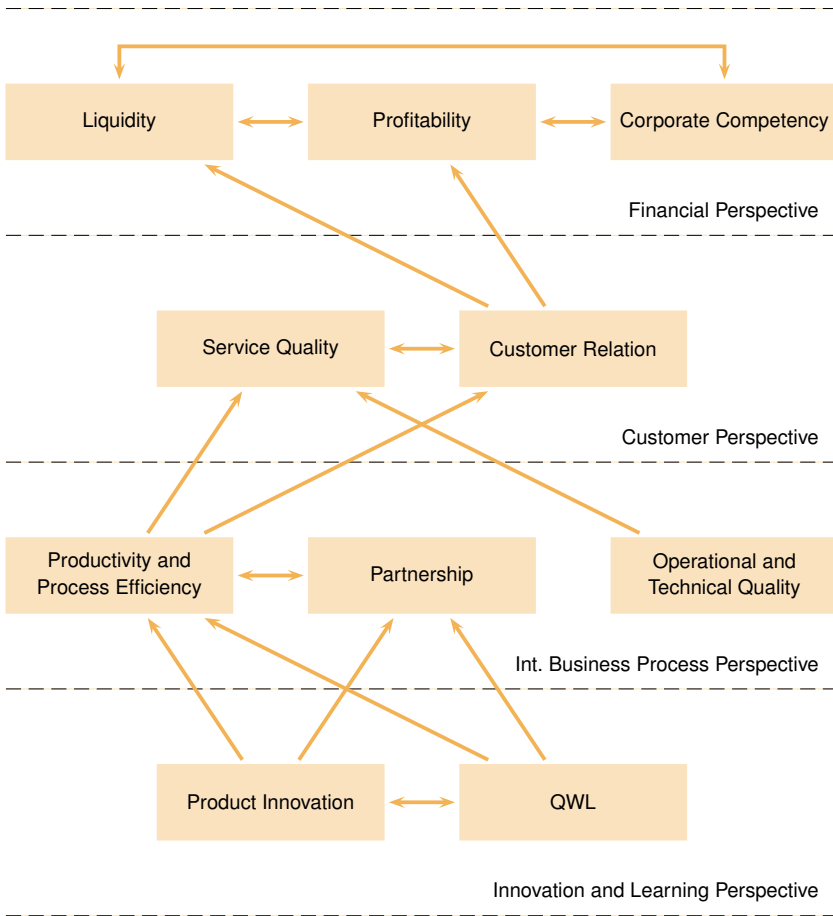 Liquidity
Profitability
Corporate Competency
Financial Perspective
Service Quality
Customer Relation
Customer Perspective
Productivity and
Process Efficiency
Partnership
Operational and
Technical Quality
Int. Business Process Perspective
Product Innovation
QWL
Innovation and Learning Perspective